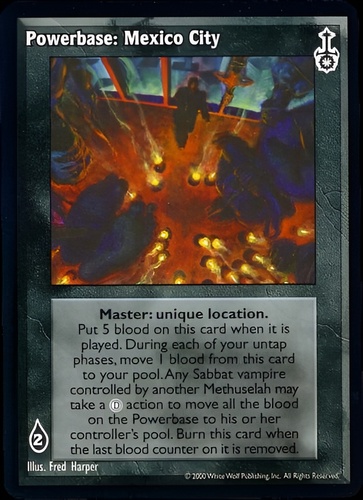 Powerbase: Mexico City
Master: unique location.
Put 5 blood on this card when it is
played. During each of your untap
phases, move 1 blood from this card
to your pool. Any Sabbat vampire
controlled by another Methuselah may
take a D action to move all the blood
on the Powerbase to his or her
controller's pool. Burn this card when
the last blood counter on it is removed.
2
Illus. Fred Harper
©2000 White Wolf Publishing, Inc. All Rights Reserved.